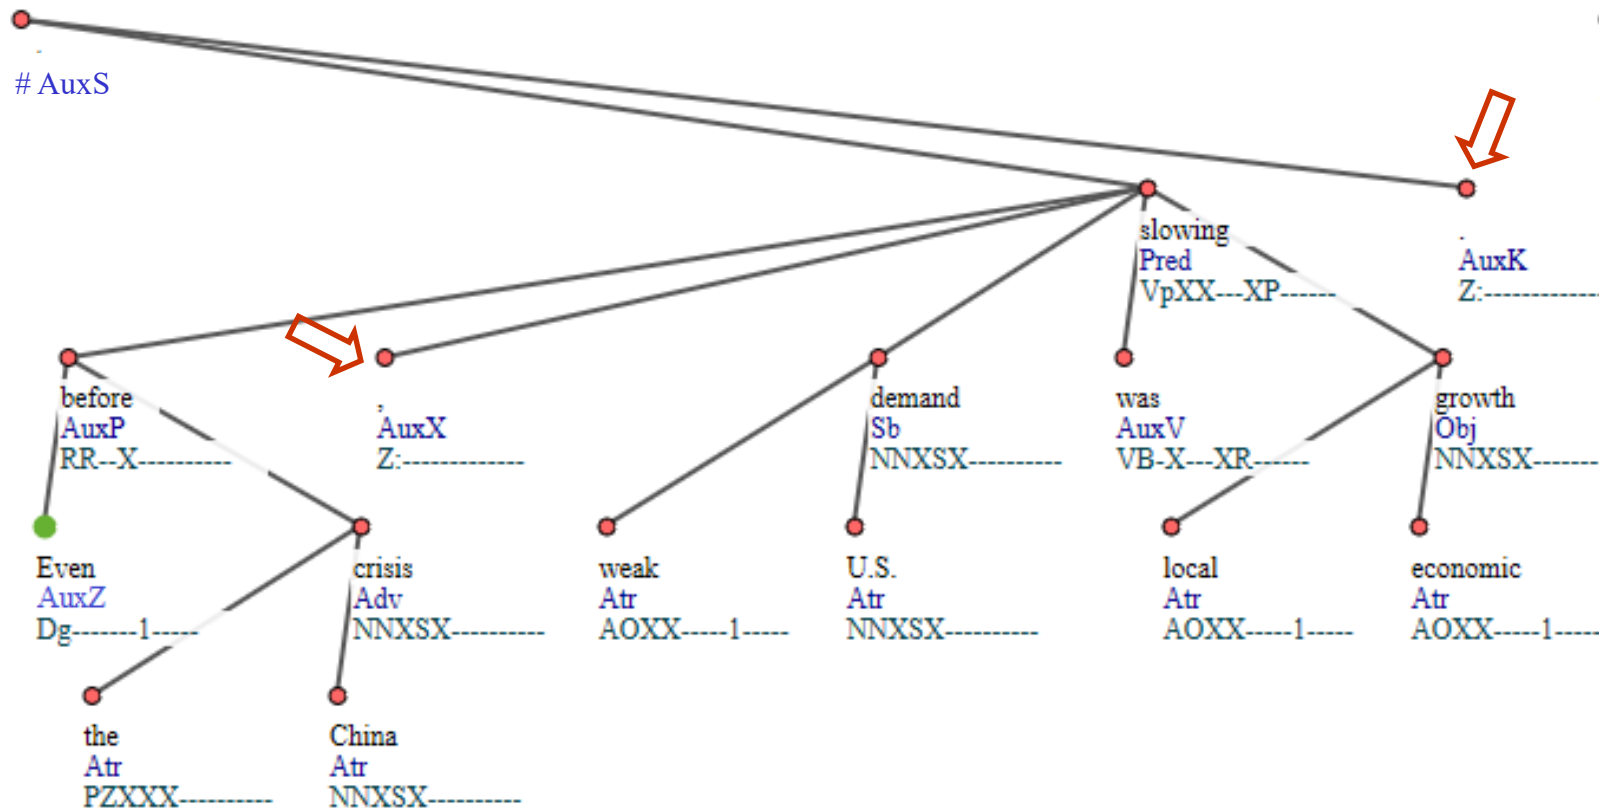 # AuxS
slowing
Pred
VpXX---XP------
.
AuxK
Z:-------------
before
AuxP
RR--X----------
,
AuxX
Z:-------------
demand
Sb
NNXSX----------
was
AuxV
VB-X---XR------
growth
Obj
NNXSX-------
Even
AuxZ
Dg-------1-----
crisis
Adv
NNXSX----------
weak
Atr
AOXX-----1-----
U.S.
Atr
NNXSX----------
local
Atr
AOXX-----1-----
economic
Atr
AOXX-----1-----
the
Atr
PZXXX----------
China
Atr
NNXSX----------